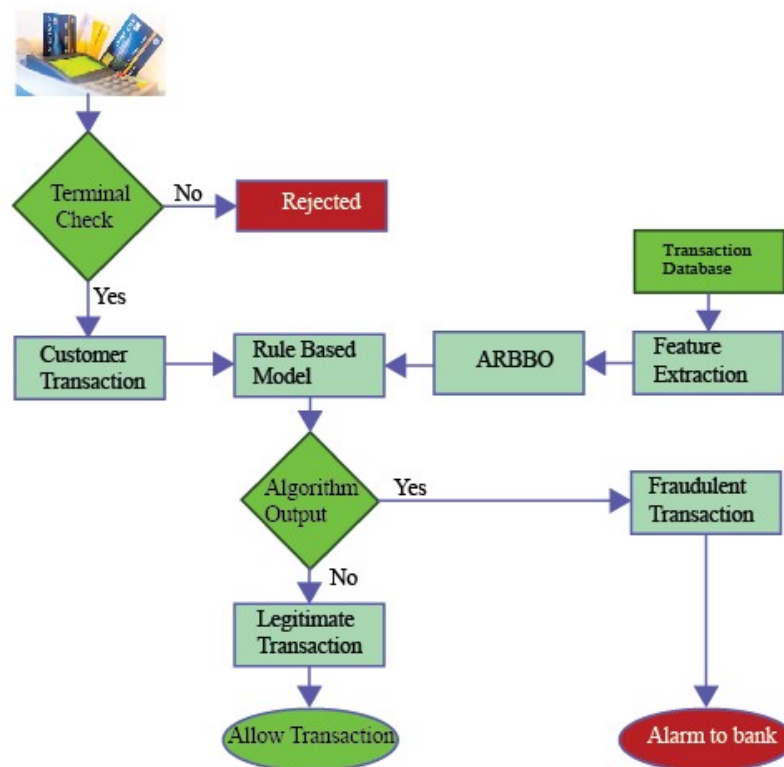 Terminal
Check
No
Rejected
Yes
Transaction
Database
Customer
Transaction
Rule Based
Model
ARBBO
Feature
Extraction
Algorithm
Output
Yes
Fraudulent
Transaction
No
Legitimate
Transaction
Allow Transaction
Alarm to bank